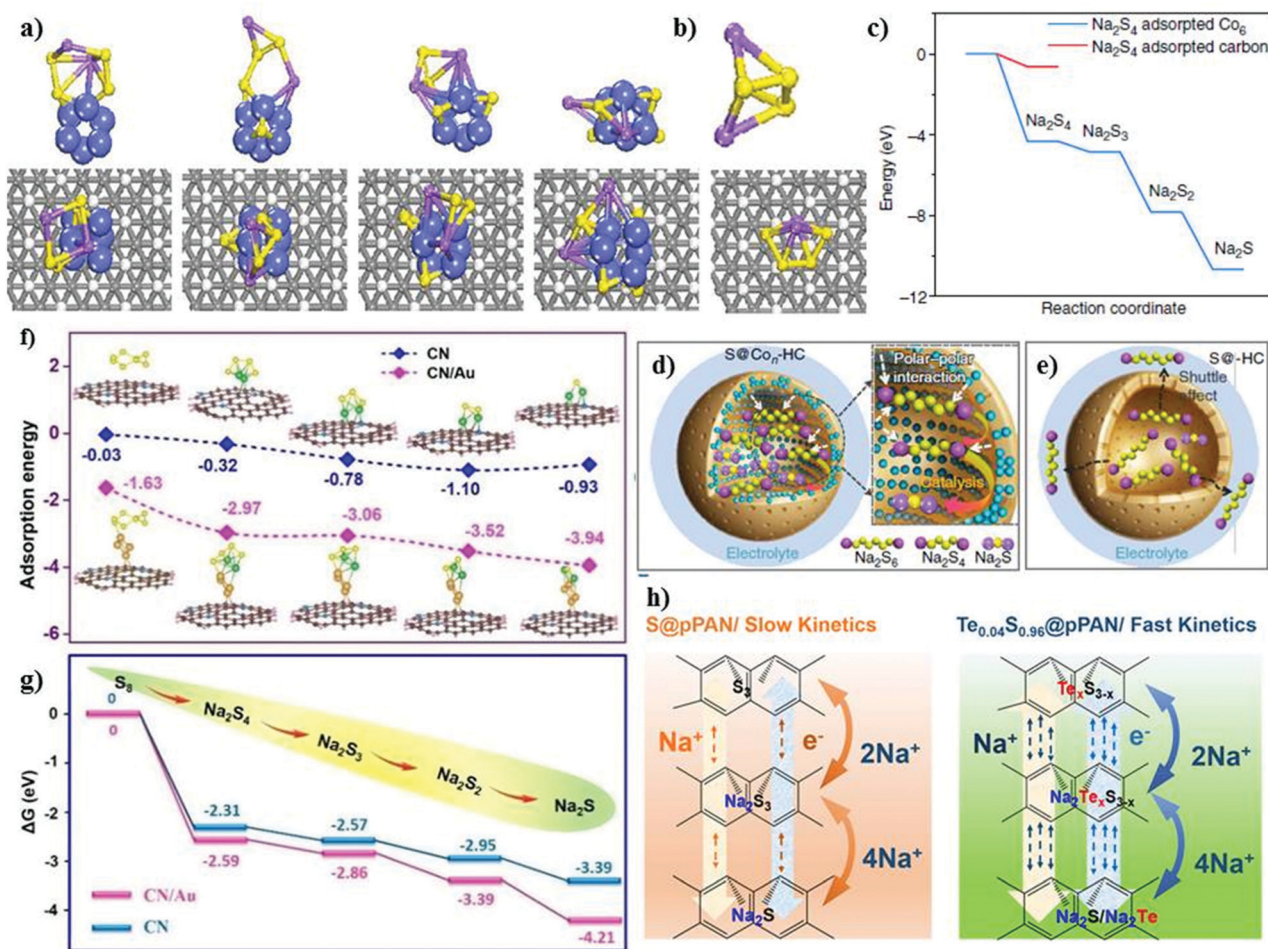 a)
b)
c)
Na₂S₄ adsorpted Co₆
Na₂S₄ adsorpted carbon
Energy (eV)
0
−4
−8
−12
Na₂S₄
Na₂S₃
Na₂S₂
Na₂S
Reaction coordinate
f)
CN
CN/Au
Adsorption energy
2
0
-2
-4
-6
-0.03
-0.32
-0.78
-1.10
-0.93
-1.63
-2.97
-3.06
-3.52
-3.94
d)
S@Coₙ-HC
Polar–polar
interaction
Catalysis
Electrolyte
Na₂S₆
Na₂S₄
Na₂S
e)
S@-HC
Shuttle
effect
Electrolyte
g)
ΔG (eV)
0
-1
-2
-3
-4
S₈
0
0
Na₂S₄
Na₂S₃
Na₂S₂
Na₂S
-2.31
-2.57
-2.95
-3.39
-2.59
-2.86
-3.39
-4.21
CN/Au
CN
h)
S@pPAN/ Slow Kinetics
S₃
Na⁺
e⁻
2Na⁺
Na₂S₃
4Na⁺
Na₂S
Te₀.₀₄S₀.₉₆@pPAN/ Fast Kinetics
TeₓS₃₋ₓ
Na⁺
e⁻
2Na⁺
Na₂TeₓS₃₋ₓ
4Na⁺
Na₂S/Na₂Te